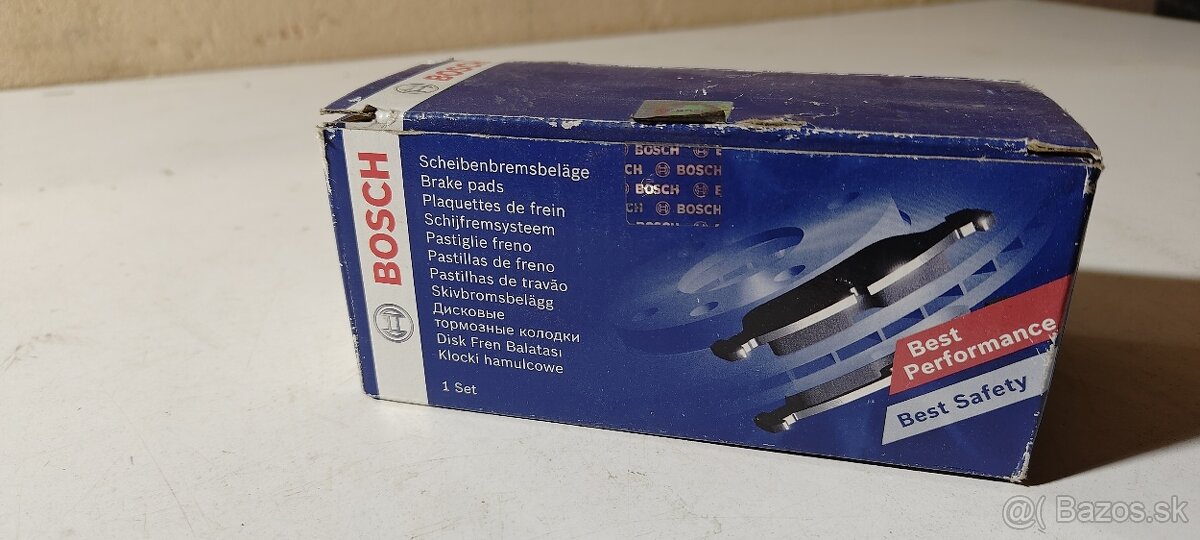 BOSCH
BOSCH
Scheibenbremsbeläge
Brake pads
Plaquettes de frein
Schijfremsysteem
Pastiglie freno
Pastillas de freno
Pastilhas de travão
Skivbromsbelägg
Дисковые
тормозные колодки
Disk Fren Balatası
Klocki hamulcowe
1 Set
BOSCH
CH BOSCH
BOSCH E
CH BOSCH
Best
Performance
Best Safety
@( Bazos.sk